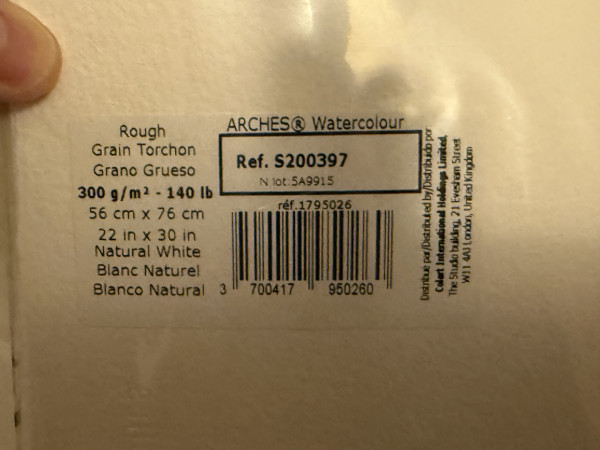 Rough
Grain Torchon
Grano Grueso
300 g/m² - 140 lb
56 cm x 76 cm
22 in x 30 in
Natural White
Blanc Naturel
Blanco Natural
ARCHES® Watercolour
Ref. S200397
N lot: 5A9915
réf.1795026
3 700417 950260
Distribué par/Distributed by/Distribuido por
Colart International Holdings Limited,
The Studio building, 21 Evesham Street
W11 4AJ London, United Kingdom